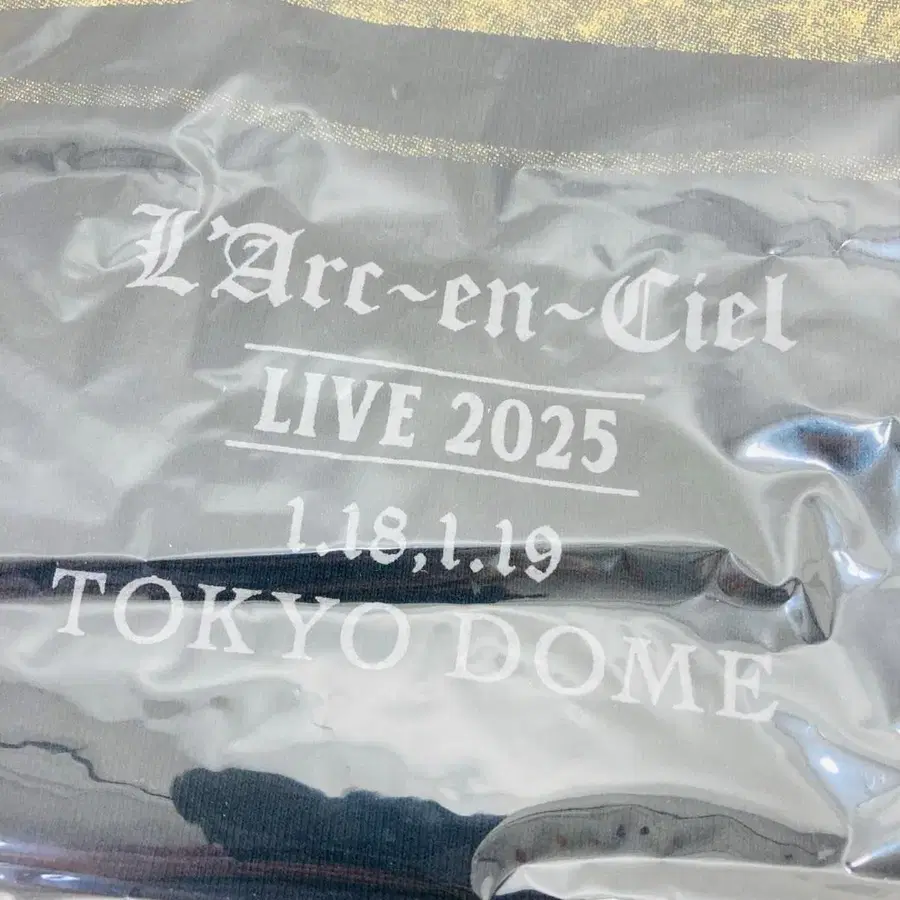 L'Arc~en~Ciel
LIVE 2025
1.18,1.19
TOKYO DOME